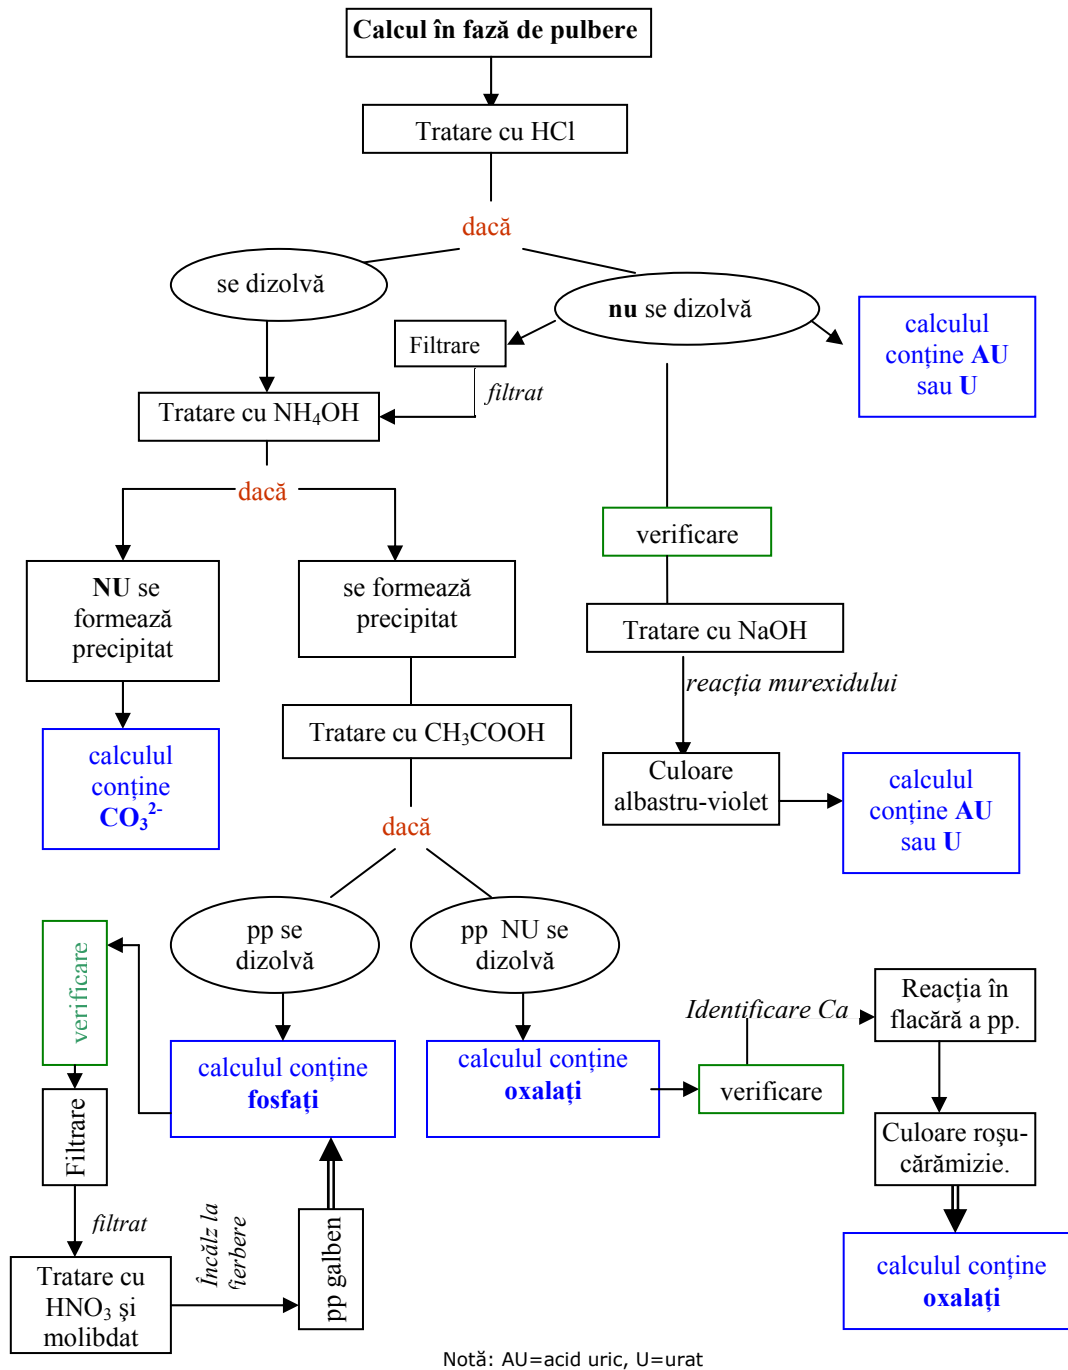 Calcul în fază de pulbere
Tratare cu HCl
dacă
se dizolvă
nu se dizolvă
calculul
conține AU
sau U
Filtrare
filtrat
Tratare cu NH₄OH
dacă
verificare
NU se
formează
precipitat
se formează
precipitat
Tratare cu NaOH
reacția murexidului
calculul
conține
CO₃²⁻
Tratare cu CH₃COOH
Culoare
albastru-violet
calculul
conține AU
sau U
dacă
pp se
dizolvă
pp NU se
dizolvă
verificare
Identificare Ca
Reacția în
flacără a pp.
calculul conține
fosfați
calculul conține
oxalați
verificare
Filtrare
Culoare roşu-
cărămizie.
filtrat
Încălz la
fierbere
pp galben
Tratare cu
HNO₃ şi
molibdat
calculul conține
oxalați
Notă: AU=acid uric, U=urat